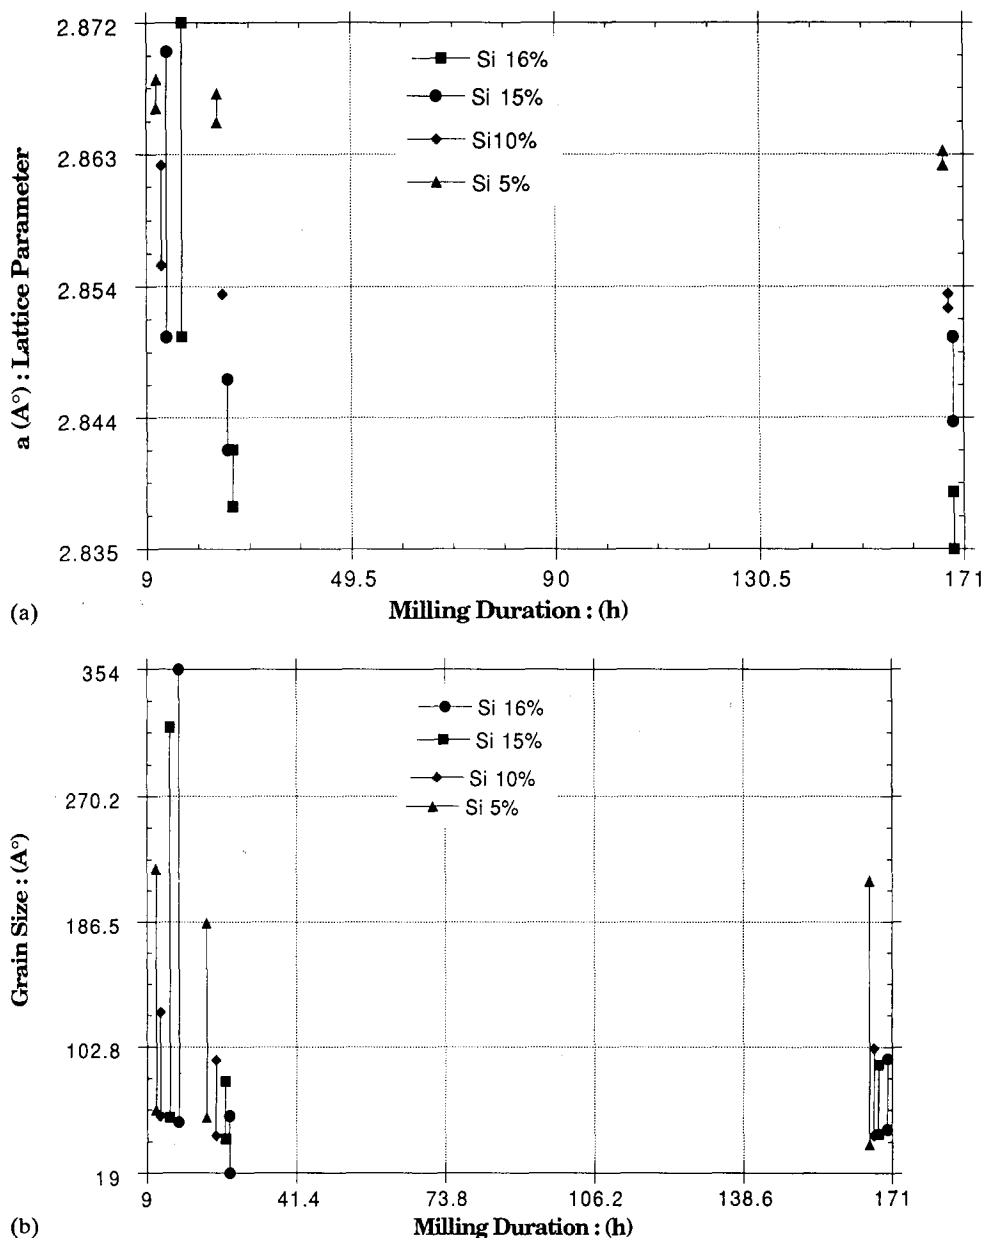 2.872
2.863
2.854
2.844
2.835
a (A°) : Lattice Parameter
Si 16%
Si 15%
Si10%
Si 5%
9
49.5
90
130.5
171
(a)
Milling Duration : (h)
354
270.2
186.5
102.8
19
Grain Size : (A°)
Si 16%
Si 15%
Si 10%
Si 5%
9
41.4
73.8
106.2
138.6
171
(b)
Milling Duration : (h)